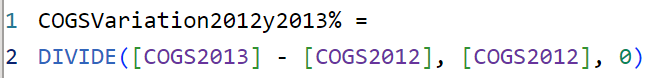 1 COGSVariation2012y2013% =
2 DIVIDE([COGS2013] - [COGS2012], [COGS2012], 0)